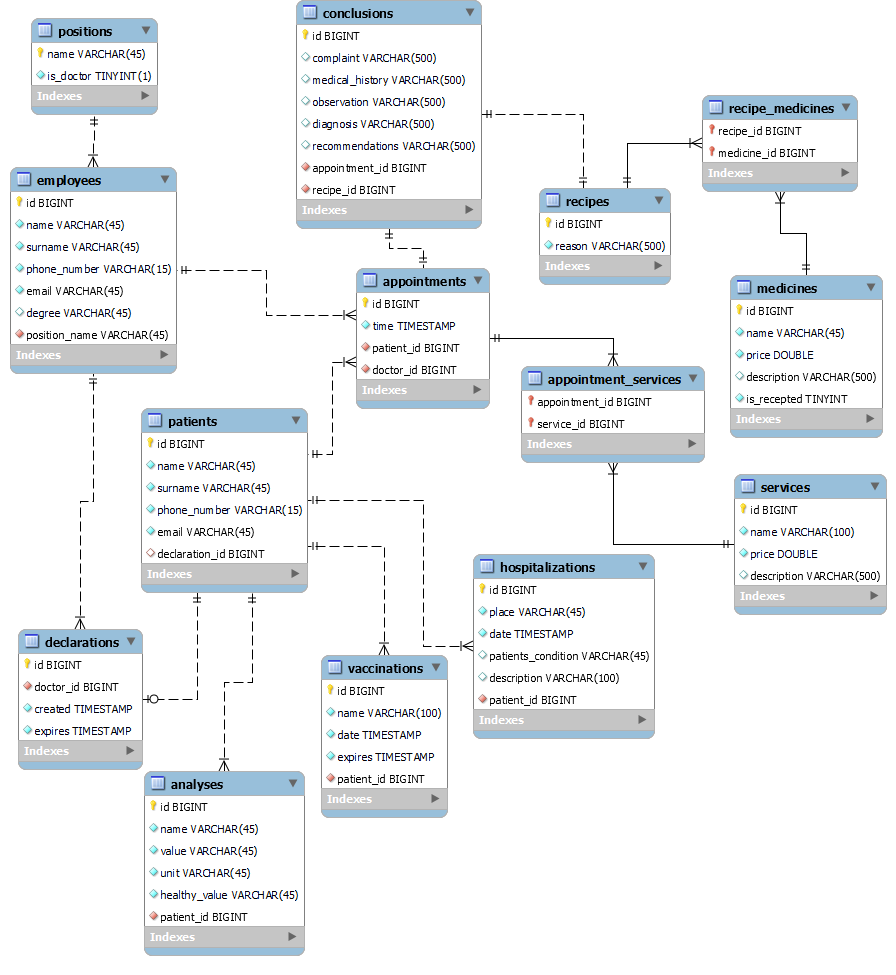 positions
name VARCHAR(45)
is_doctor TINYINT(1)
Indexes
conclusions
id BIGINT
complaint VARCHAR(500)
medical_history VARCHAR(500)
observation VARCHAR(500)
diagnosis VARCHAR(500)
recommendations VARCHAR(500)
appointment_id BIGINT
recipe_id BIGINT
Indexes
recipe_medicines
recipe_id BIGINT
medicine_id BIGINT
Indexes
employees
id BIGINT
name VARCHAR(45)
surname VARCHAR(45)
phone_number VARCHAR(15)
email VARCHAR(45)
degree VARCHAR(45)
position_name VARCHAR(45)
Indexes
recipes
id BIGINT
reason VARCHAR(500)
Indexes
appointments
id BIGINT
time TIMESTAMP
patient_id BIGINT
doctor_id BIGINT
Indexes
medicines
id BIGINT
name VARCHAR(45)
price DOUBLE
description VARCHAR(500)
is_recepted TINYINT
Indexes
appointment_services
appointment_id BIGINT
service_id BIGINT
Indexes
patients
id BIGINT
name VARCHAR(45)
surname VARCHAR(45)
phone_number VARCHAR(15)
email VARCHAR(45)
declaration_id BIGINT
Indexes
services
id BIGINT
name VARCHAR(100)
price DOUBLE
description VARCHAR(500)
Indexes
hospitalizations
id BIGINT
place VARCHAR(45)
date TIMESTAMP
patients_condition VARCHAR(45)
description VARCHAR(100)
patient_id BIGINT
Indexes
declarations
id BIGINT
doctor_id BIGINT
created TIMESTAMP
expires TIMESTAMP
Indexes
vaccinations
id BIGINT
name VARCHAR(100)
date TIMESTAMP
expires TIMESTAMP
patient_id BIGINT
Indexes
analyses
id BIGINT
name VARCHAR(45)
value VARCHAR(45)
unit VARCHAR(45)
healthy_value VARCHAR(45)
patient_id BIGINT
Indexes